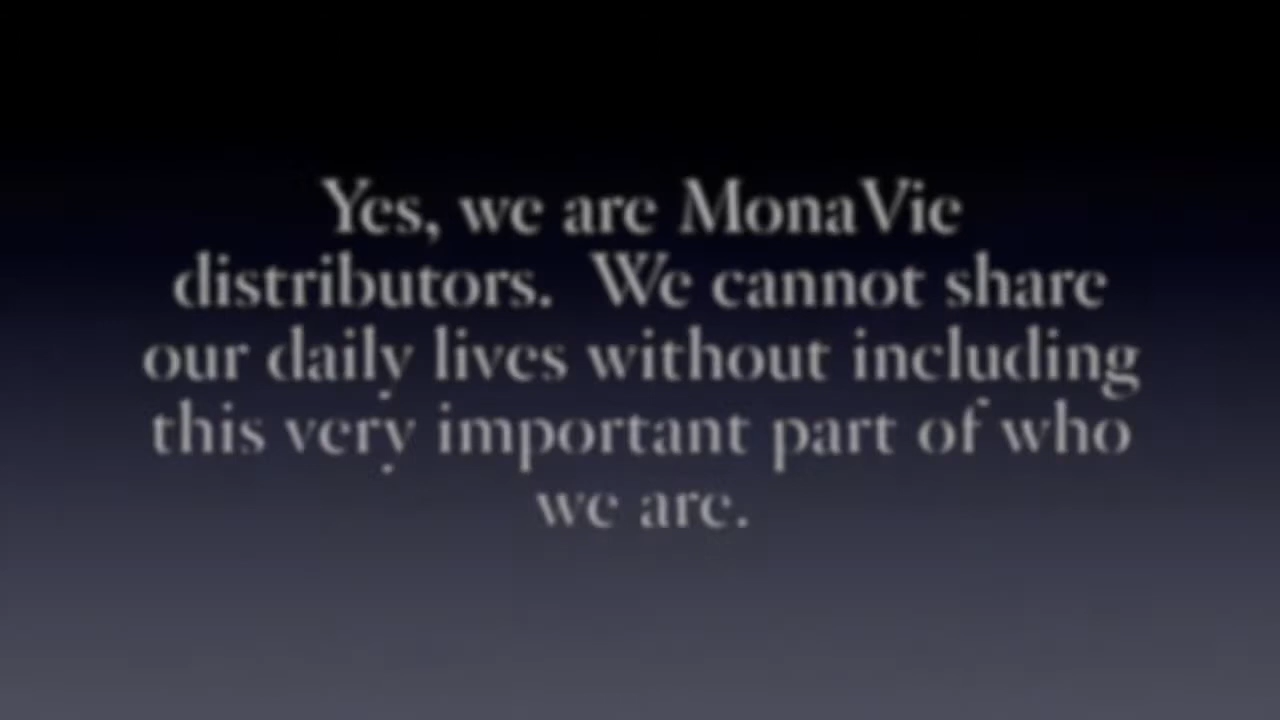 Yes, we are MonaVie
distributors.  We cannot share
our daily lives without including
this very important part of who
we are.